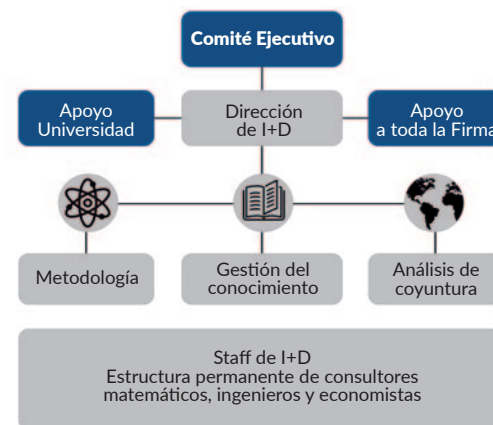 Comité Ejecutivo
Apoyo
Universidad
Dirección
de I+D
Apoyo
a toda la Firma
Metodología
Gestión del
conocimiento
Análisis de
coyuntura
Staff de I+D
Estructura permanente de consultores
matemáticos, ingenieros y economistas